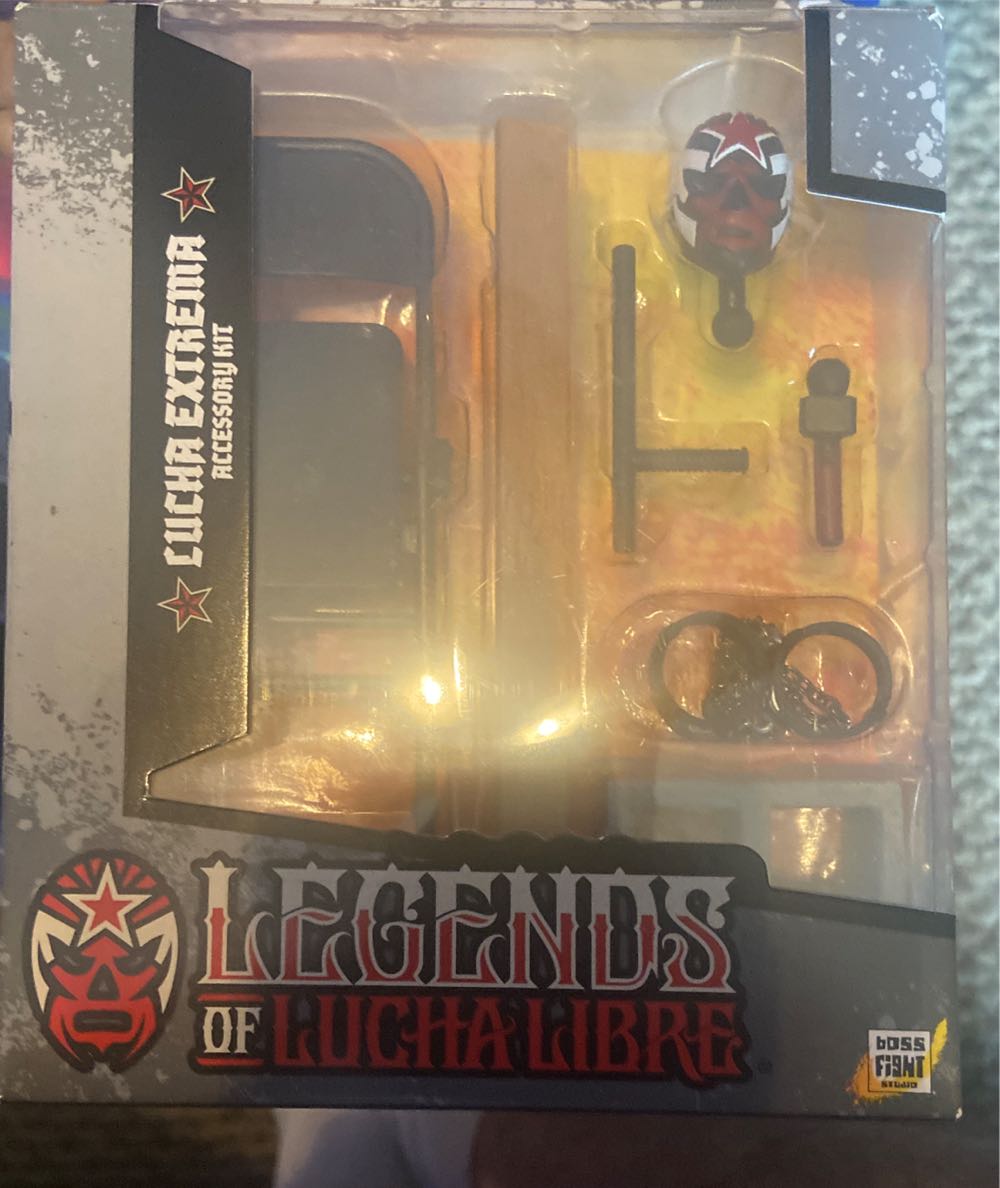 LUCHA EXTREMA
ACCESSORY KIT
LEGENDS
OF LUCHA LIBRE
BOSS
FIGHT
STUDIO